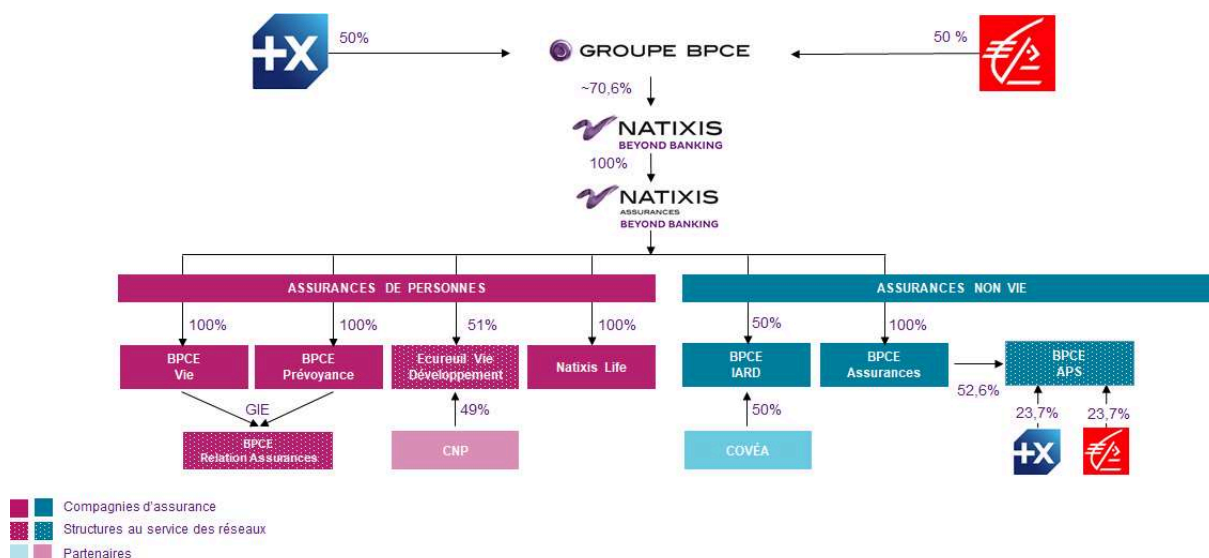 50%
GROUPE BPCE
50 %
~70,6%
NATIXIS
BEYOND BANKING
100%
NATIXIS
ASSURANCES
BEYOND BANKING
ASSURANCES DE PERSONNES
ASSURANCES NON VIE
100%
100%
51%
100%
50%
100%
BPCE
Vie
BPCE
Prévoyance
Ecureuil Vie
Développement
Natixis Life
BPCE
IARD
BPCE
Assurances
BPCE
APS
52,6%
GIE
49%
50%
23,7%
23,7%
BPCE
Relation Assurances
CNP
COVÉA
Compagnies d'assurance
Structures au service des réseaux
Partenaires